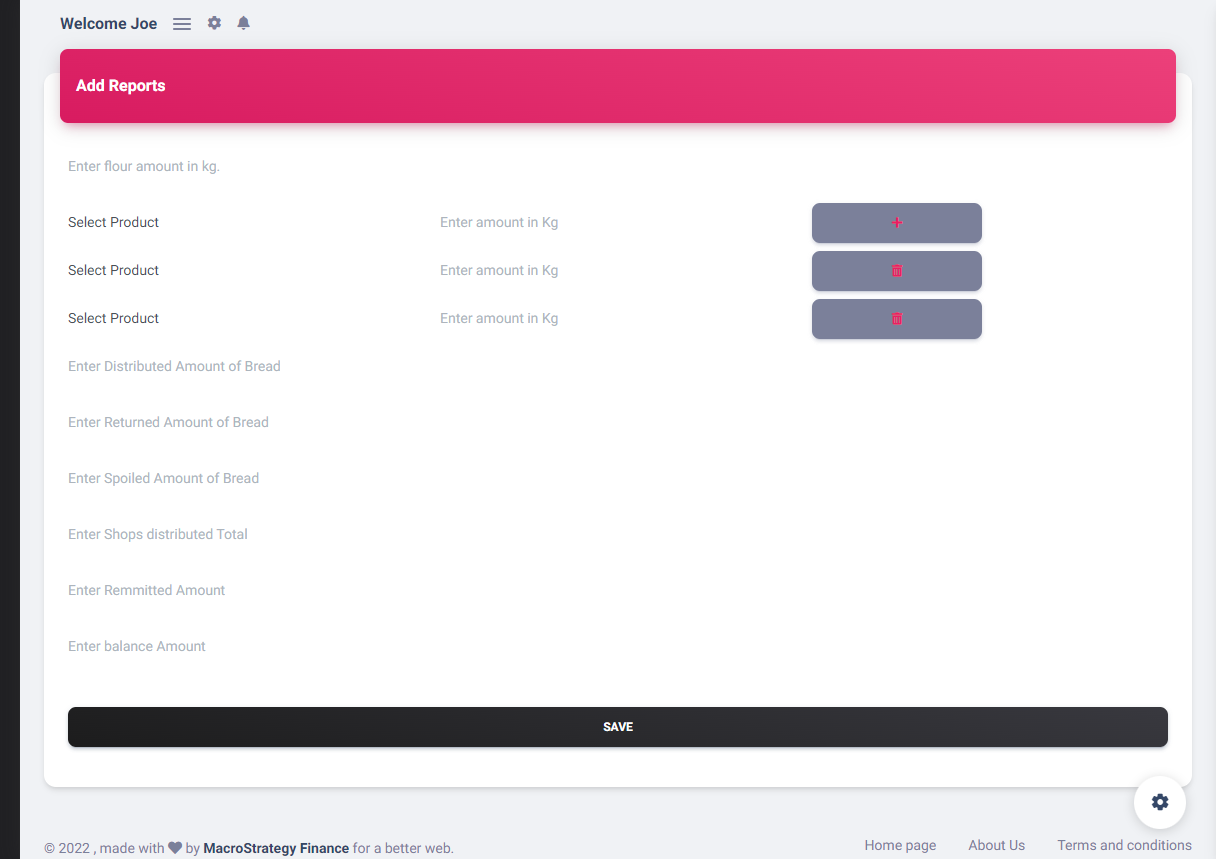 Welcome Joe
Add Reports
Enter flour amount in kg.
Select Product Enter amount in Kg
Select Product Enter amount in Kg
Select Product Enter amount in Kg
Enter Distributed Amount of Bread
Enter Returned Amount of Bread
Enter Spoiled Amount of Bread
Enter Shops distributed Total
Enter Remmitted Amount
Enter balance Amount
SAVE
© 2022 , made with by MacroStrategy Finance for a better web. Home page About Us Terms and conditions